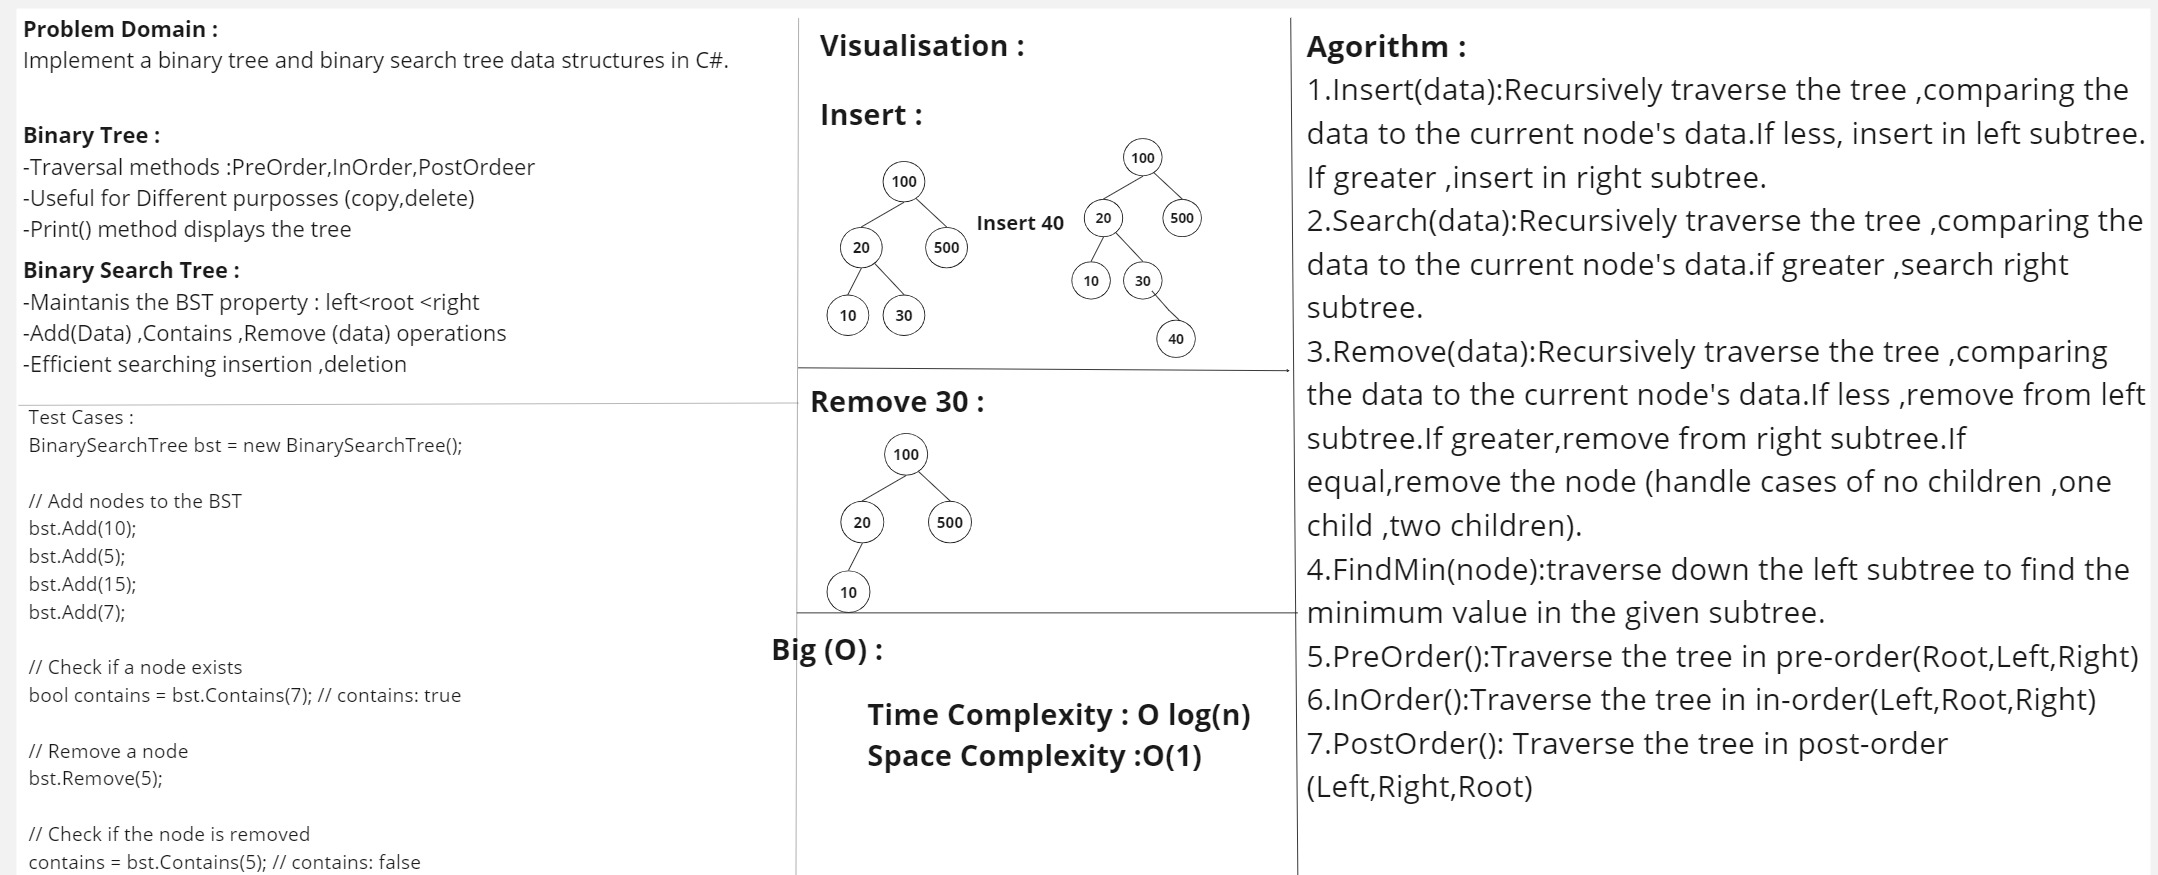 Problem Domain :
Implement a binary tree and binary search tree data structures in C#.
Binary Tree :
-Traversal methods :PreOrder,InOrder,PostOrdeer
-Useful for Different purposses (copy,delete)
-Print() method displays the tree
Binary Search Tree :
-Maintanis the BST property : left<root <right
-Add(Data) ,Contains ,Remove (data) operations
-Efficient searching insertion ,deletion
Test Cases :
BinarySearchTree bst = new BinarySearchTree();
// Add nodes to the BST
bst.Add(10);
bst.Add(5);
bst.Add(15);
bst.Add(7);
// Check if a node exists
bool contains = bst.Contains(7); // contains: true
// Remove a node
bst.Remove(5);
// Check if the node is removed
contains = bst.Contains(5); // contains: false
Visualisation :
Insert :
100
20
500
10
30
Insert 40
100
20
500
10
30
40
Remove 30 :
100
20
500
10
Big (O) :
Time Complexity : O log(n)
Space Complexity :O(1)
Agorithm :
1.Insert(data):Recursively traverse the tree ,comparing the
data to the current node's data.If less, insert in left subtree.
If greater ,insert in right subtree.
2.Search(data):Recursively traverse the tree ,comparing the
data to the current node's data.if greater ,search right
subtree.
3.Remove(data):Recursively traverse the tree ,comparing
the data to the current node's data.If less ,remove from left
subtree.If greater,remove from right subtree.If
equal,remove the node (handle cases of no children ,one
child ,two children).
4.FindMin(node):traverse down the left subtree to find the
minimum value in the given subtree.
5.PreOrder():Traverse the tree in pre-order(Root,Left,Right)
6.InOrder():Traverse the tree in in-order(Left,Root,Right)
7.PostOrder(): Traverse the tree in post-order
(Left,Right,Root)